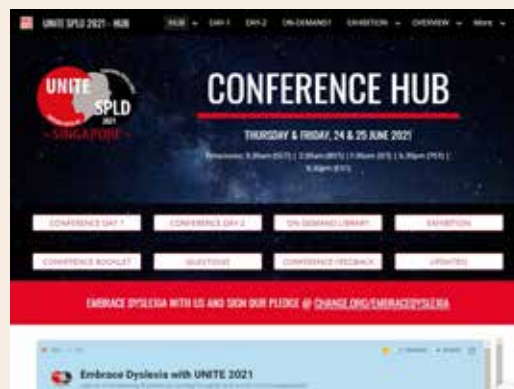 UNITE SPLD 2021 - HUB
HUB
DAY-1
DAY-2
ON-DEMAND!
EXHIBITION
OVERVIEW
More
UNITE
SPLD
2021
SINGAPORE
CONFERENCE HUB
THURSDAY & FRIDAY, 24 & 25 JUNE 2021
CONFERENCE DAY 1
CONFERENCE DAY 2
ON-DEMAND LIBRARY
EXHIBITION
CONFERENCE BOOKLET
QUESTIONS
CONFERENCE FEEDBACK
UPDATES
EMBRACE DYSLEXIA WITH US AND SIGN OUR PLEDGE @ CHANGE.ORG/EMBRACEDYSLEXIA
Embrace Dyslexia with UNITE 2021